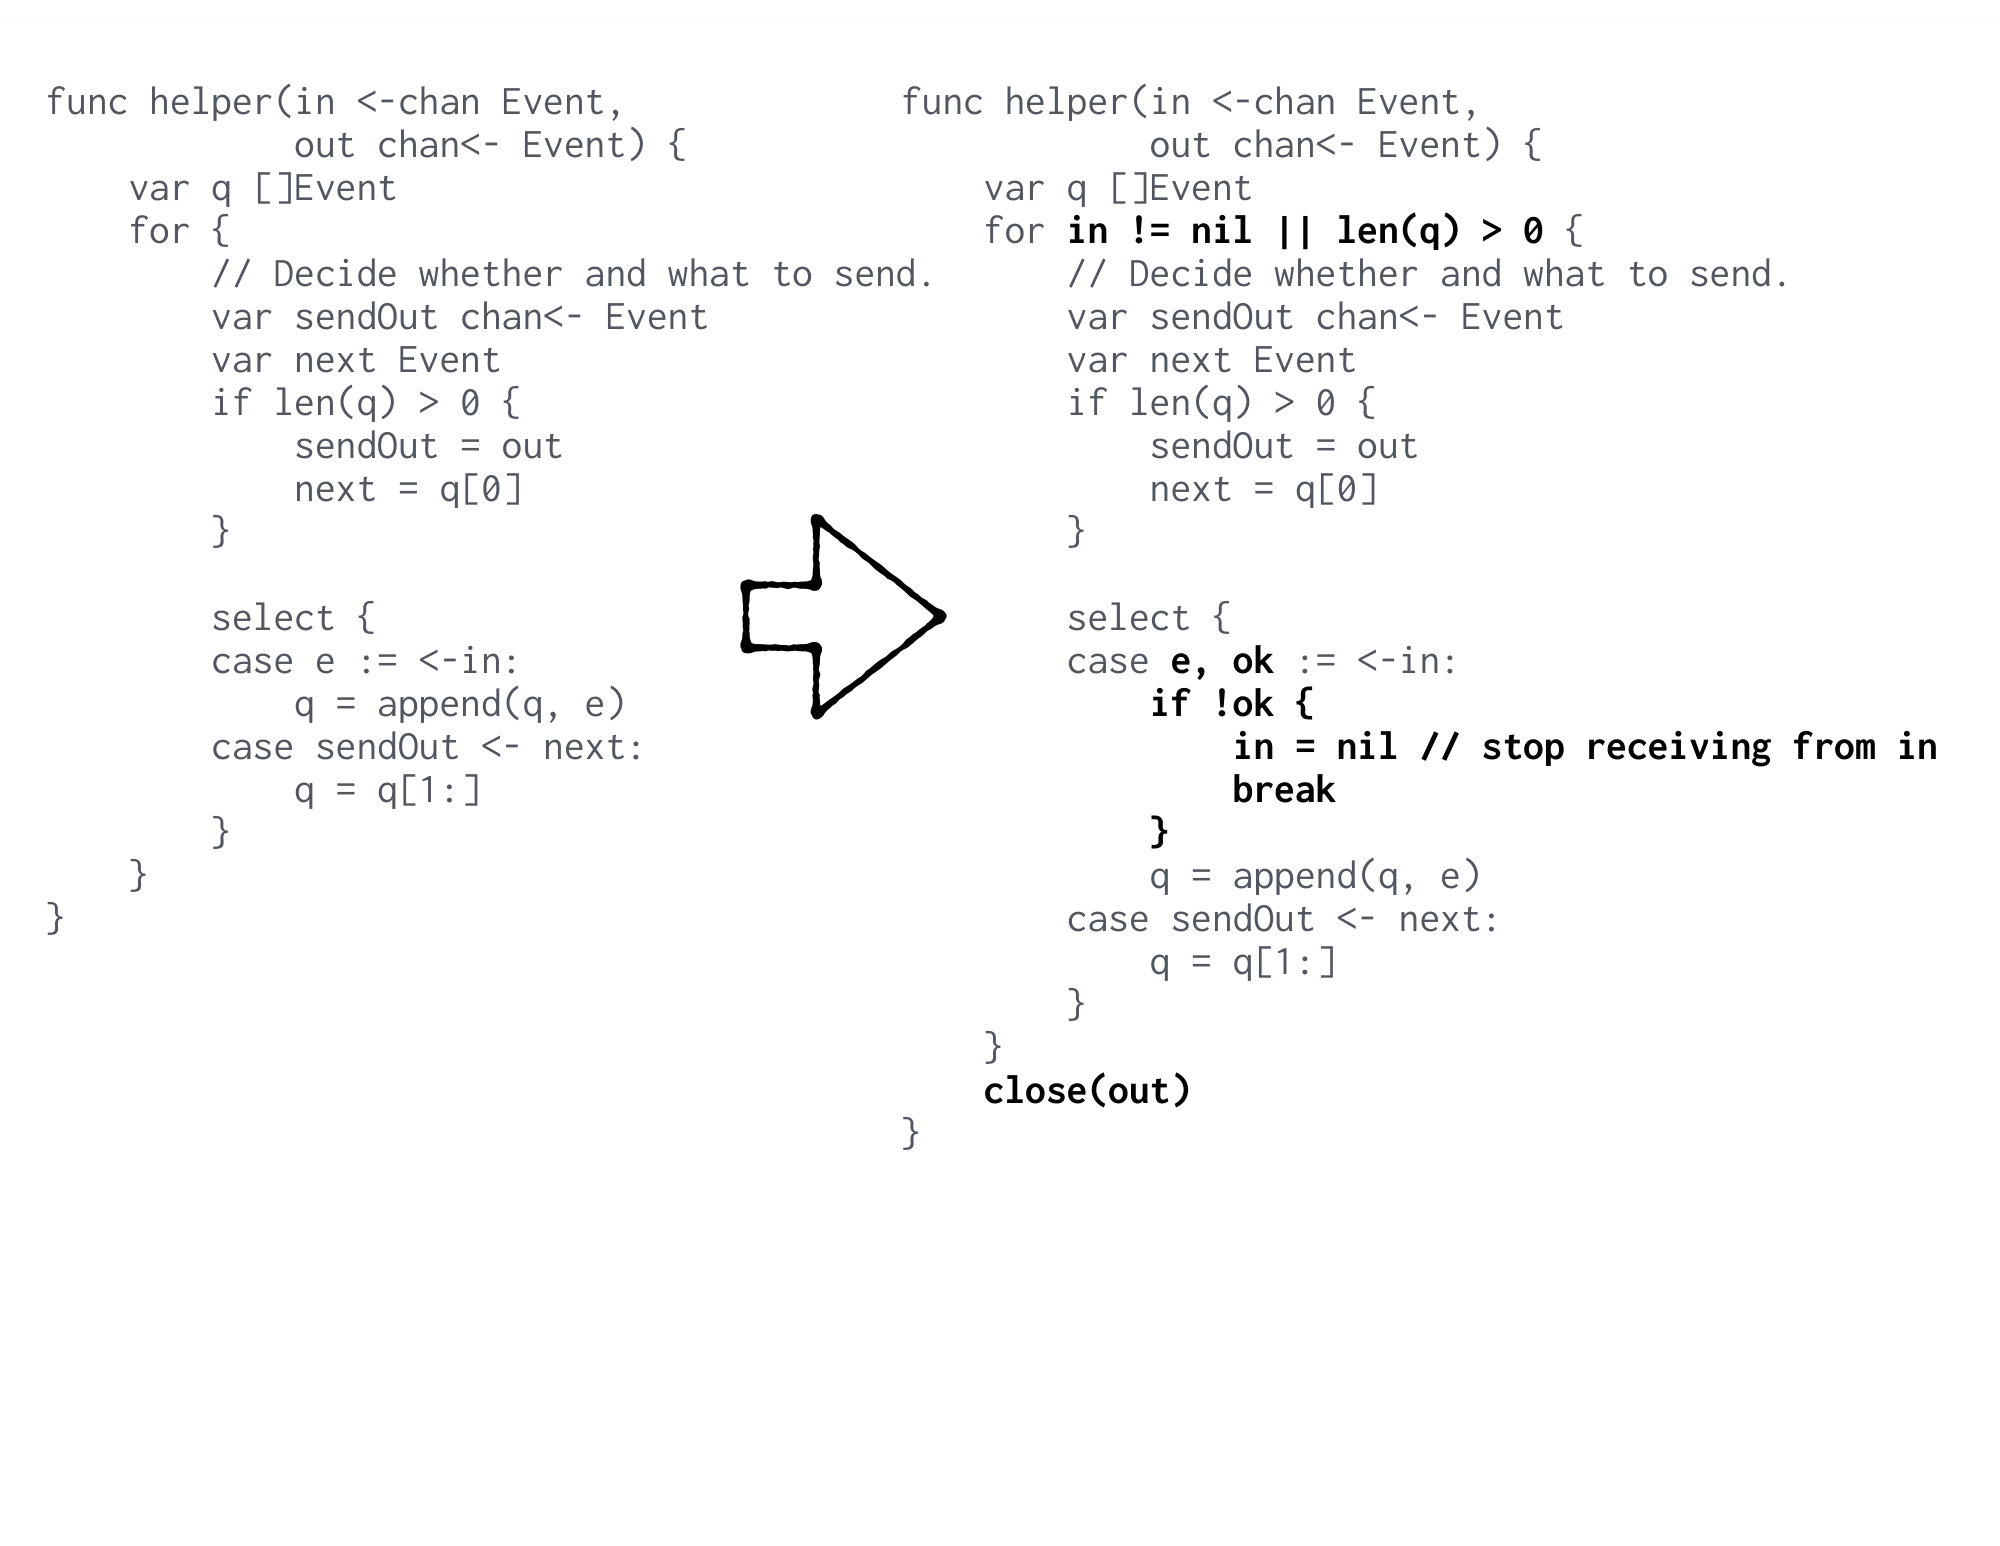 func helper(in <-chan Event,
            out chan<- Event) {
    var q []Event
    for {
        // Decide whether and what to send.
        var sendOut chan<- Event
        var next Event
        if len(q) > 0 {
            sendOut = out
            next = q[0]
        }

        select {
        case e := <-in:
            q = append(q, e)
        case sendOut <- next:
            q = q[1:]
        }
    }
}
func helper(in <-chan Event,
            out chan<- Event) {
    var q []Event
    for in != nil || len(q) > 0 {
        // Decide whether and what to send.
        var sendOut chan<- Event
        var next Event
        if len(q) > 0 {
            sendOut = out
            next = q[0]
        }

        select {
        case e, ok := <-in:
            if !ok {
                in = nil // stop receiving from in
                break
            }
            q = append(q, e)
        case sendOut <- next:
            q = q[1:]
        }
    }
    close(out)
}